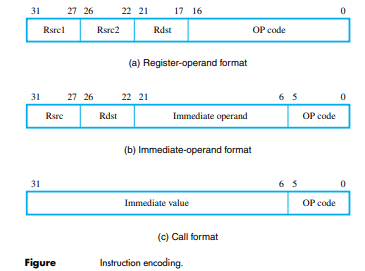 31 27 26 22 21 17 16 0
Rsrc1 Rsrc2 Rdst OP code
(a) Register-operand format
31 27 26 22 21 6 5 0
Rsrc Rdst Immediate operand OP code
(b) Immediate-operand format
31 6 5 0
Immediate value OP code
(c) Call format
Figure Instruction encoding.